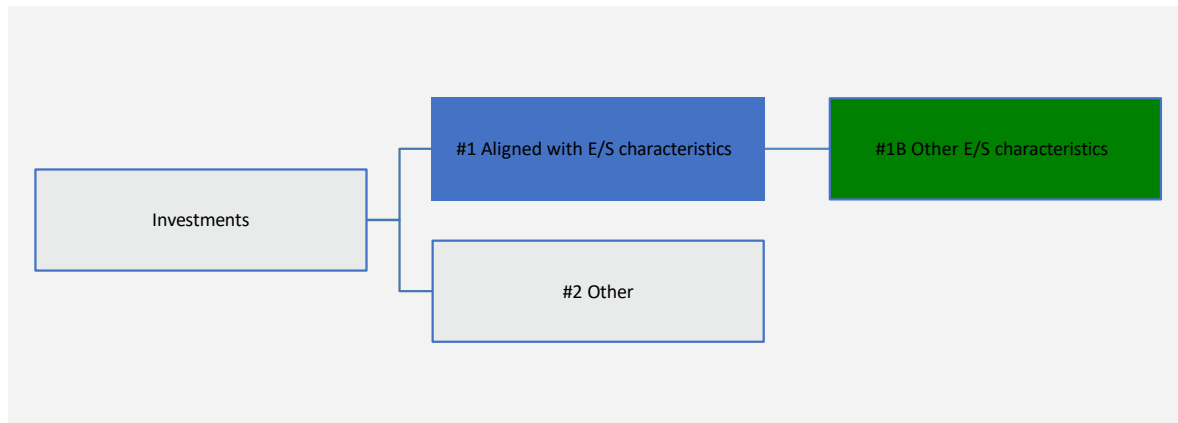 #1 Aligned with E/S characteristics
#1B Other E/S characteristics
Investments
#2 Other